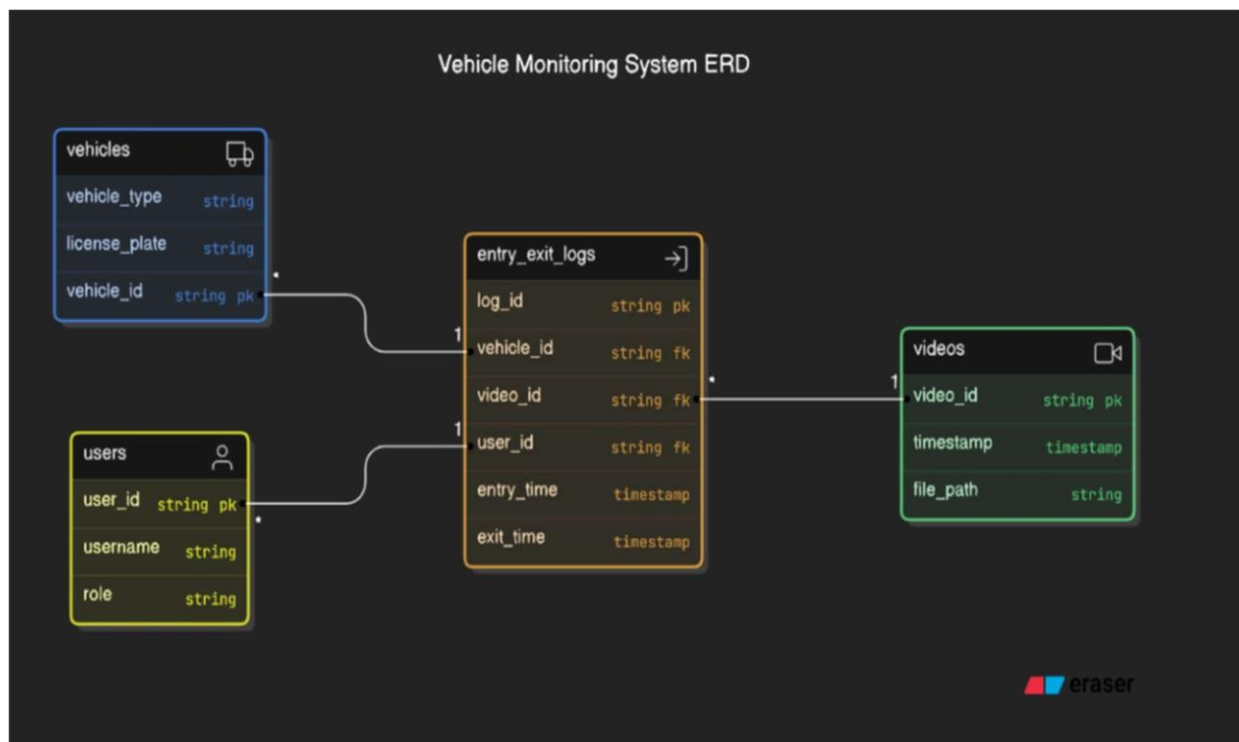 Vehicle Monitoring System ERD
vehicles
vehicle_type string
license_plate string
vehicle_id string pk
*
1
users
user_id string pk
*
username string
role string
1
entry_exit_logs
log_id string pk
vehicle_id string fk
video_id string fk
user_id string fk
entry_time timestamp
exit_time timestamp
*
1
videos
video_id string pk
timestamp timestamp
file_path string
eraser